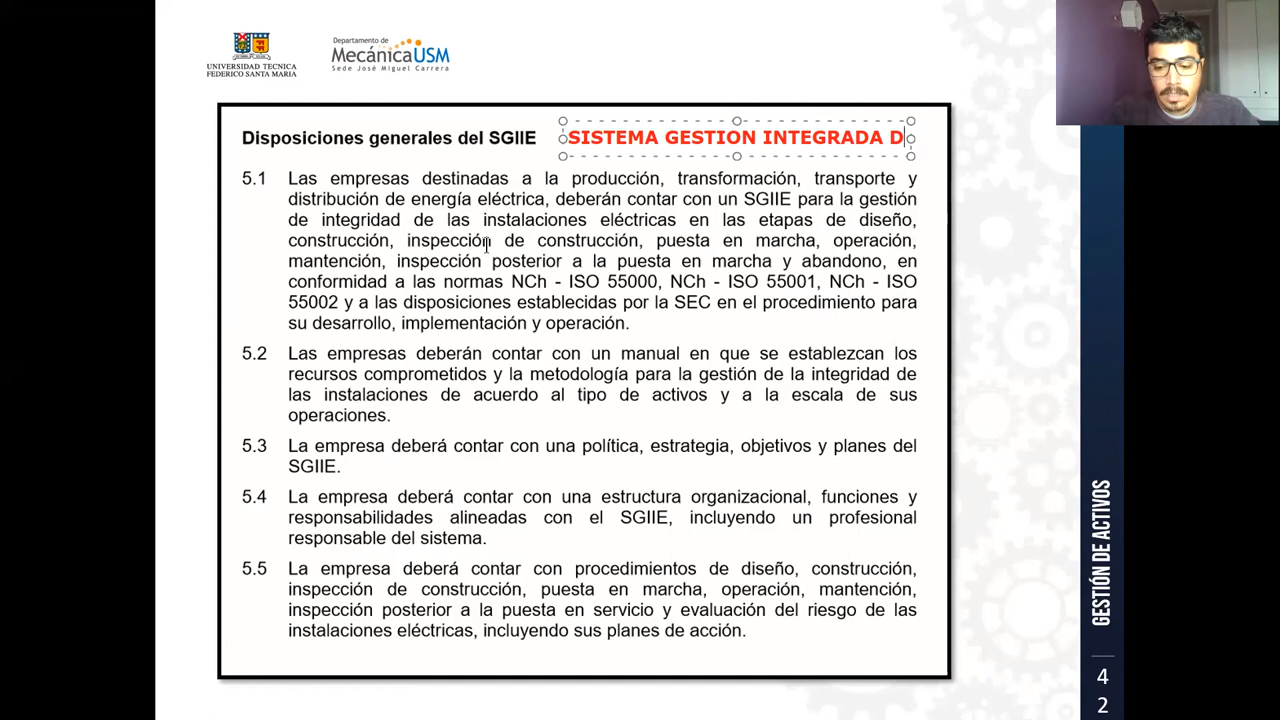 UNIVERSIDAD TECNICA
FEDERICO SANTA MARIA
Departamento de
MecánicaUSM
Sede José Miguel Carrera
Disposiciones generales del SGIIE
SISTEMA GESTION INTEGRADA D
5.1 Las empresas destinadas a la producción, transformación, transporte y
distribución de energía eléctrica, deberán contar con un SGIIE para la gestión
de integridad de las instalaciones eléctricas en las etapas de diseño,
construcción, inspección de construcción, puesta en marcha, operación,
mantención, inspección posterior a la puesta en marcha y abandono, en
conformidad a las normas NCh - ISO 55000, NCh - ISO 55001, NCh - ISO
55002 y a las disposiciones establecidas por la SEC en el procedimiento para
su desarrollo, implementación y operación.
5.2 Las empresas deberán contar con un manual en que se establezcan los
recursos comprometidos y la metodología para la gestión de la integridad de
las instalaciones de acuerdo al tipo de activos y a la escala de sus
operaciones.
5.3 La empresa deberá contar con una política, estrategia, objetivos y planes del
SGIIE.
5.4 La empresa deberá contar con una estructura organizacional, funciones y
responsabilidades alineadas con el SGIIE, incluyendo un profesional
responsable del sistema.
5.5 La empresa deberá contar con procedimientos de diseño, construcción,
inspección de construcción, puesta en marcha, operación, mantención,
inspección posterior a la puesta en servicio y evaluación del riesgo de las
instalaciones eléctricas, incluyendo sus planes de acción.
GESTIÓN DE ACTIVOS
4
2